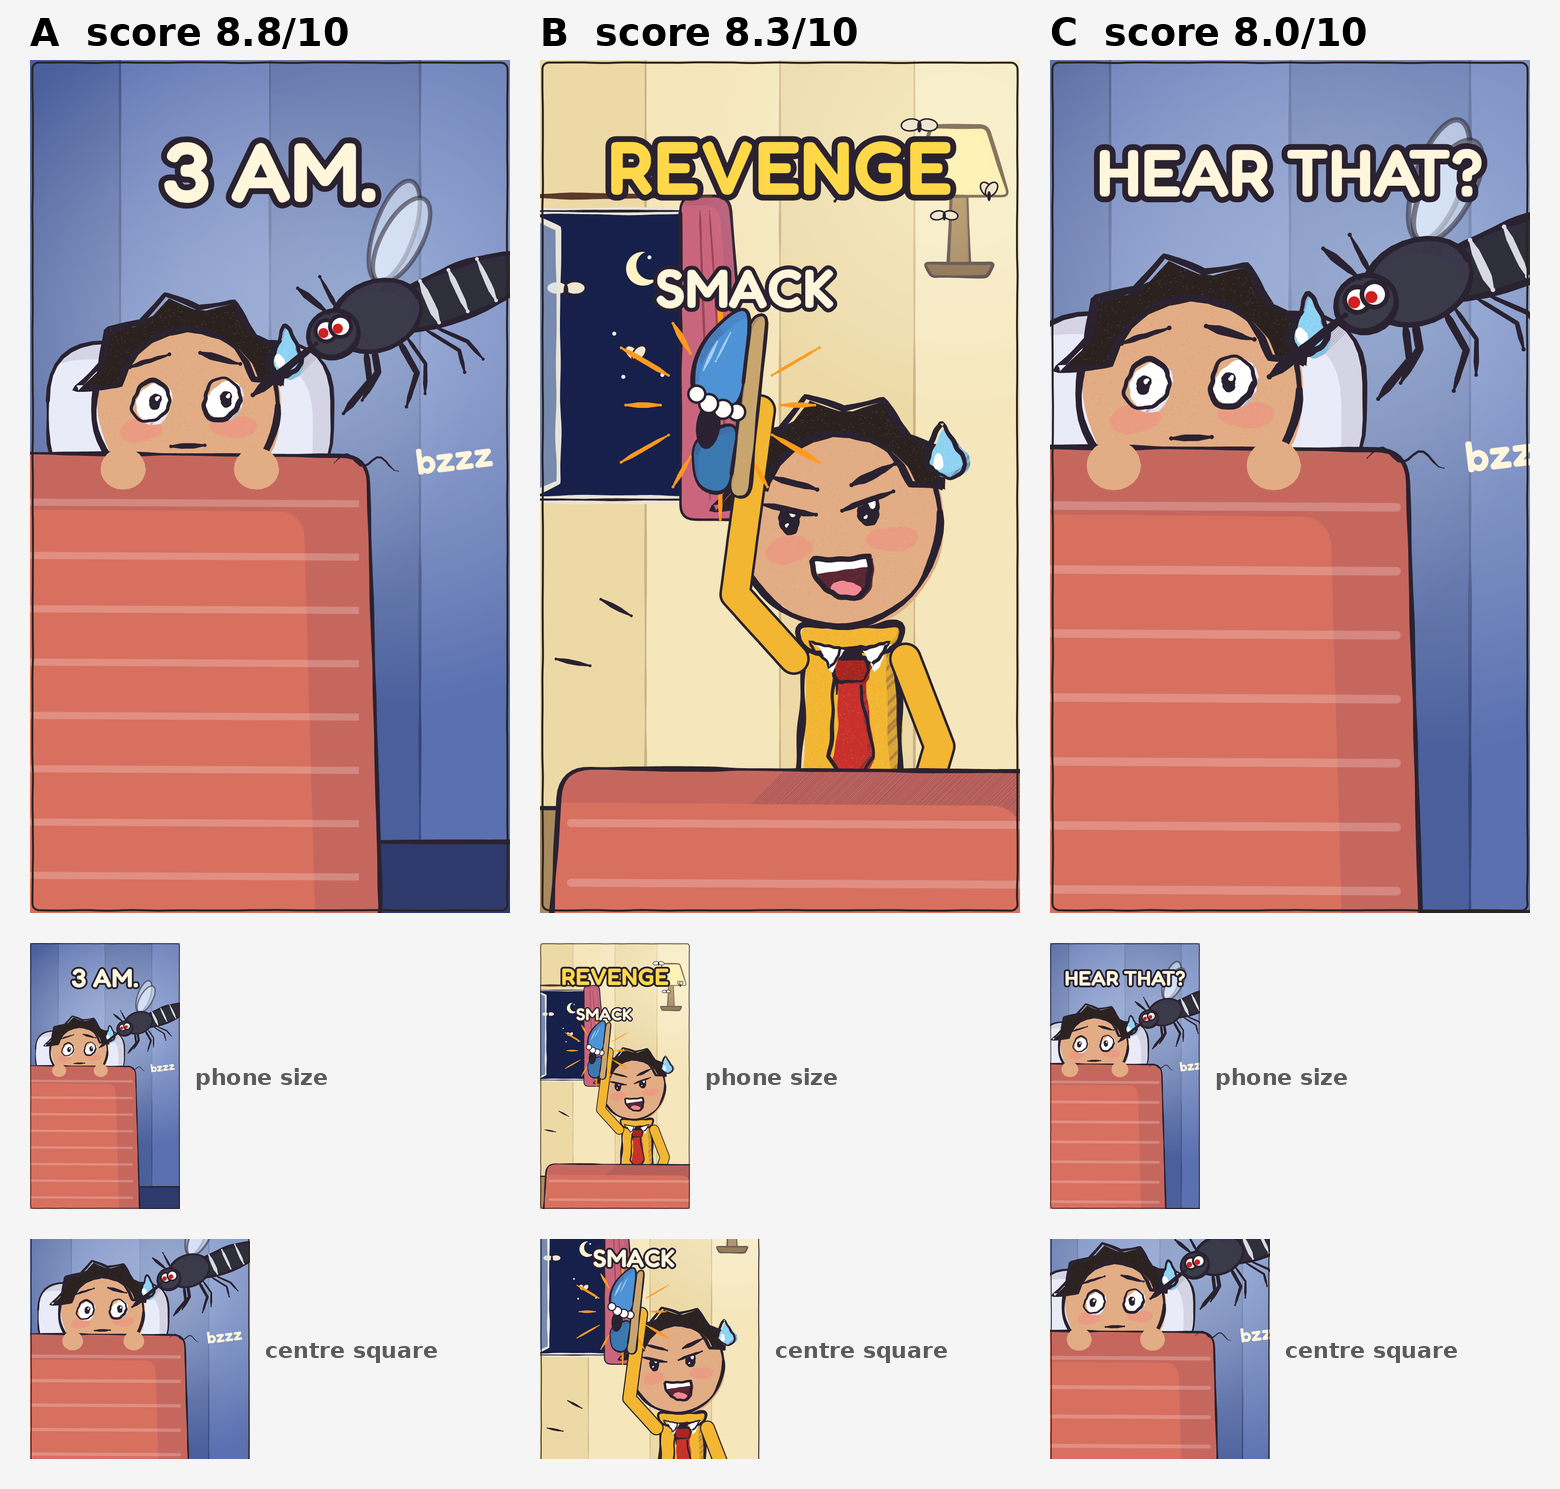 A score 8.8/10
B score 8.3/10
C score 8.0/10
3 AM.
bzzz
REVENGE
SMACK
HEAR THAT?
bzz
3 AM.
bzzz
phone size
REVENGE
SMACK
phone size
HEAR THAT?
bzz
phone size
bzzz
centre square
SMACK
centre square
bzz
centre square